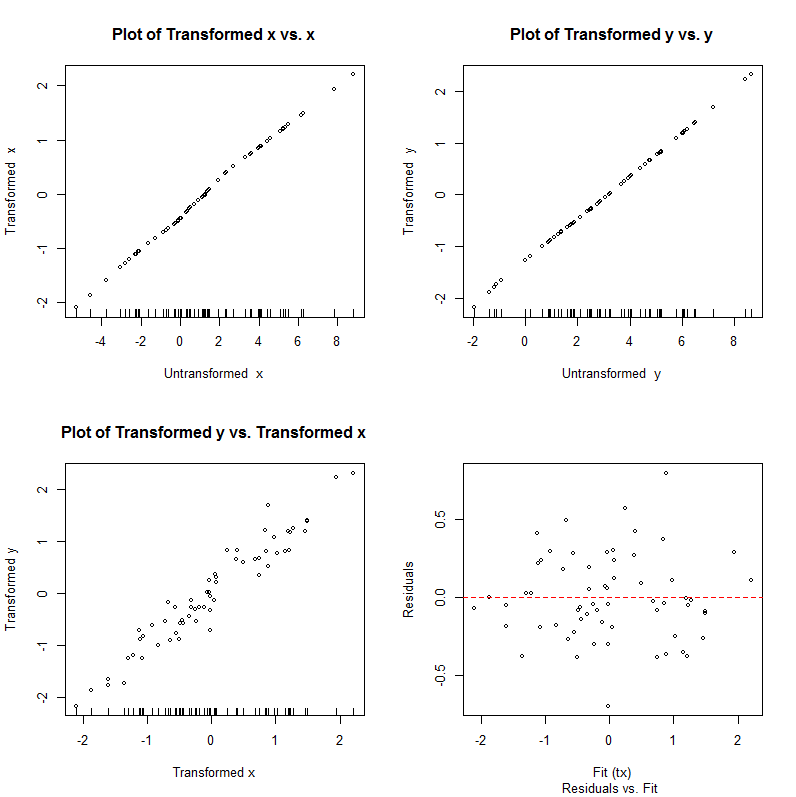 Plot of Transformed x vs. x
2
1
0
-1
-2
Transformed x
-4 -2 0 2 4 6 8
Untransformed x
Plot of Transformed y vs. y
2
1
0
-1
-2
Transformed y
-2 0 2 4 6 8
Untransformed y
Plot of Transformed y vs. Transformed x
2
1
0
-1
-2
Transformed y
-2 -1 0 1 2
Transformed x
0.5
0.0
-0.5
Residuals
-2 -1 0 1 2
Fit (tx)
Residuals vs. Fit